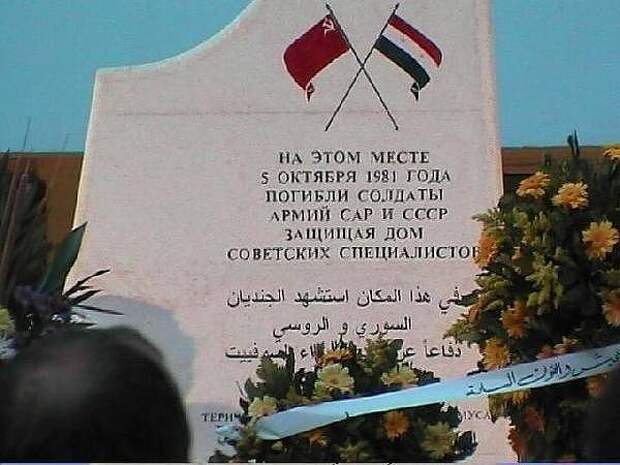 НА ЭТОМ МЕСТЕ
5 ОКТЯБРЯ 1981 ГОДА
ПОГИБЛИ СОЛДАТЫ
АРМИЙ САР И СССР
ЗАЩИЩАЯ ДОМ
СОВЕТСКИХ СПЕЦИАЛИСТОВ
في هذا المكان استشهد الجنديان
السوري و الروسي
دفاعاً